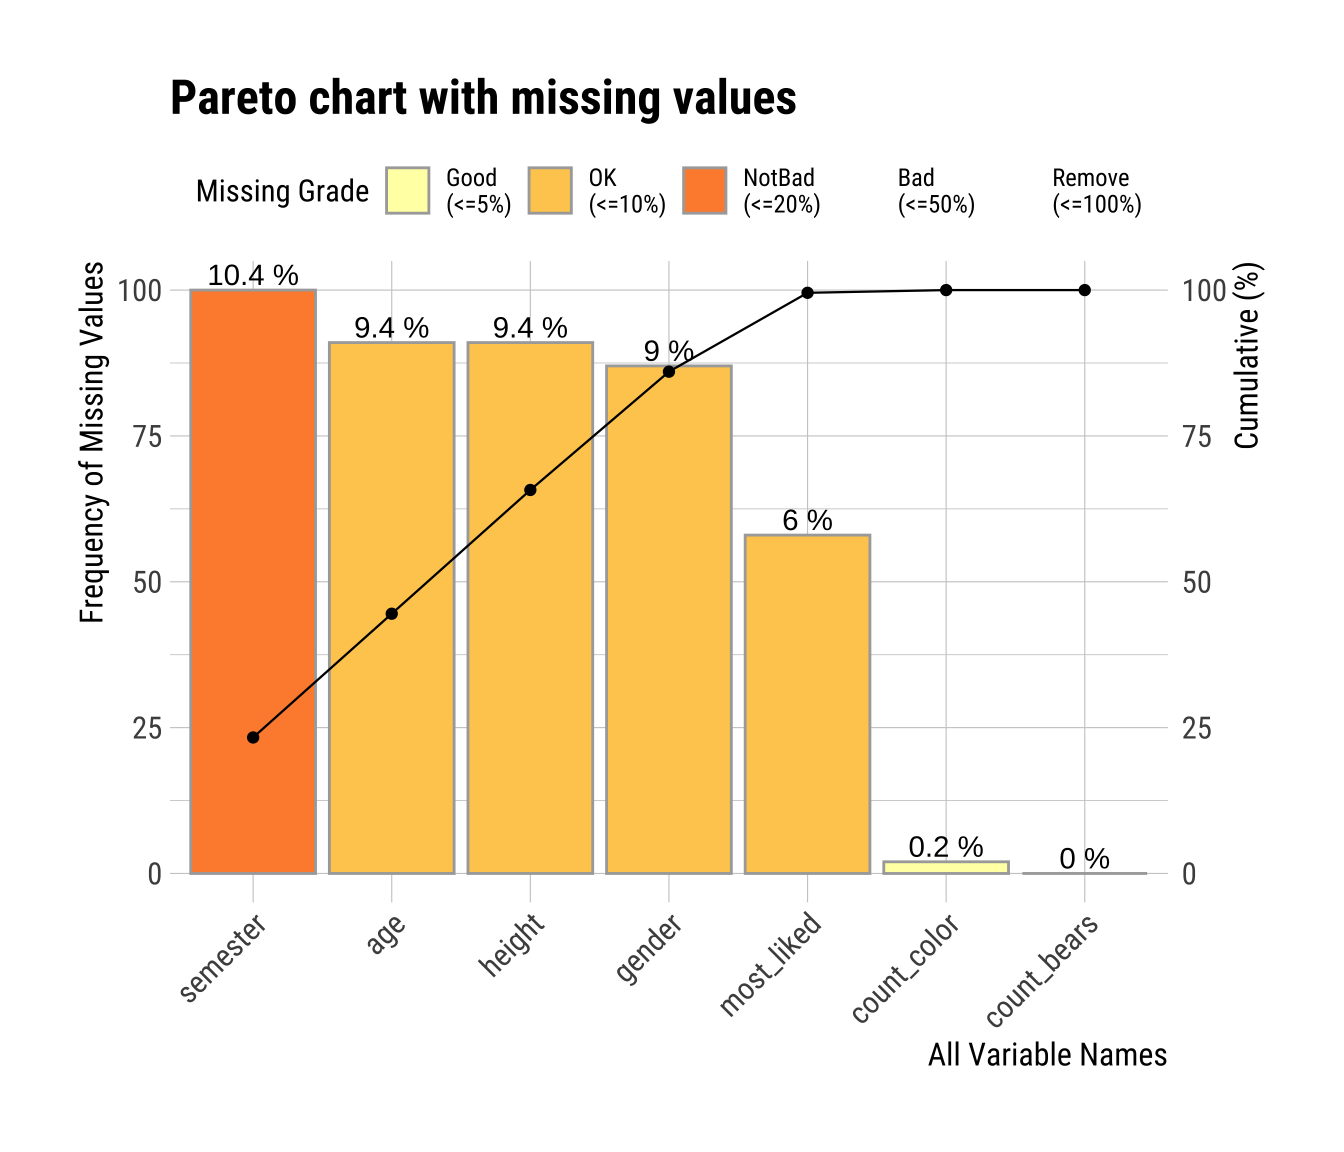 Pareto chart with missing values
Missing Grade
Good
(<=5%)
OK
(<=10%)
NotBad
(<=20%)
Bad
(<=50%)
Remove
(<=100%)
Frequency of Missing Values
100
75
50
25
0
10.4 %
9.4 %
9.4 %
9 %
6 %
0.2 %
0 %
100
75
50
25
0
Cumulative (%)
semester
age
height
gender
most_liked
count_color
count_bears
All Variable Names